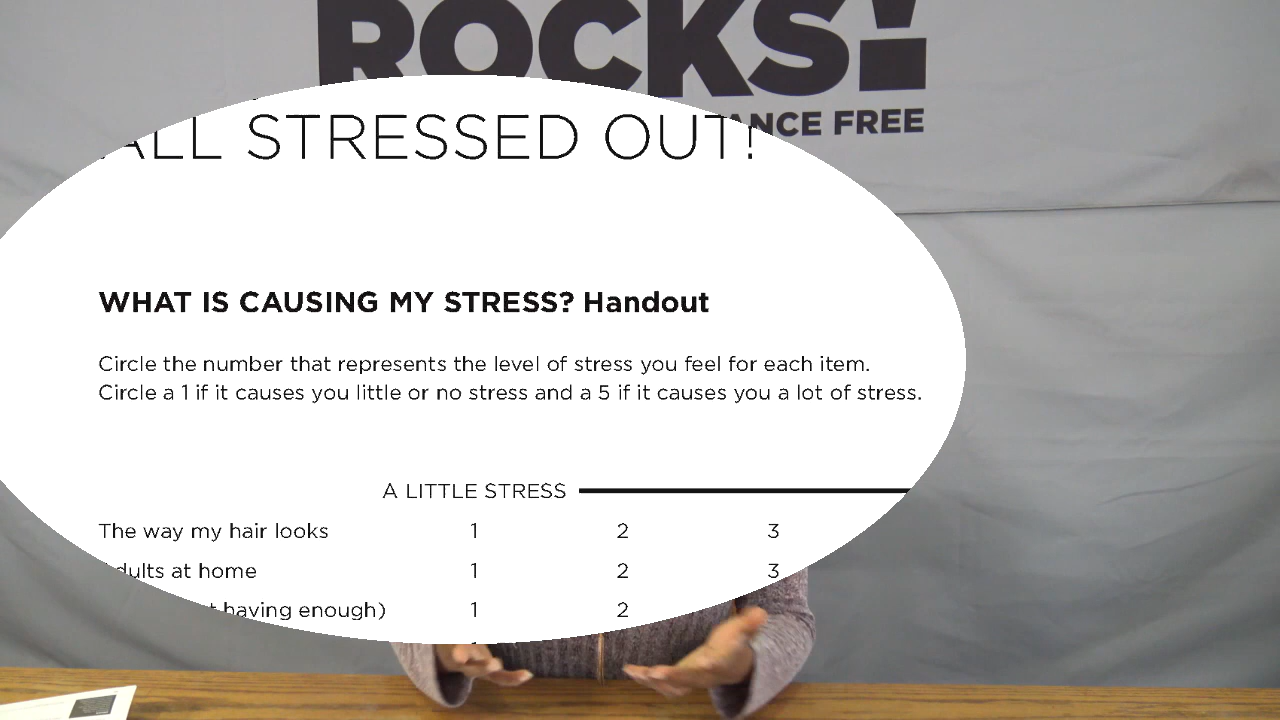 ROCKS!
ANCE FREE
ALL STRESSED OUT!
WHAT IS CAUSING MY STRESS? Handout
Circle the number that represents the level of stress you feel for each item.
Circle a 1 if it causes you little or no stress and a 5 if it causes you a lot of stress.
A LITTLE STRESS
The way my hair looks 1 2 3
dults at home 1 2 3
t having enough) 1 2